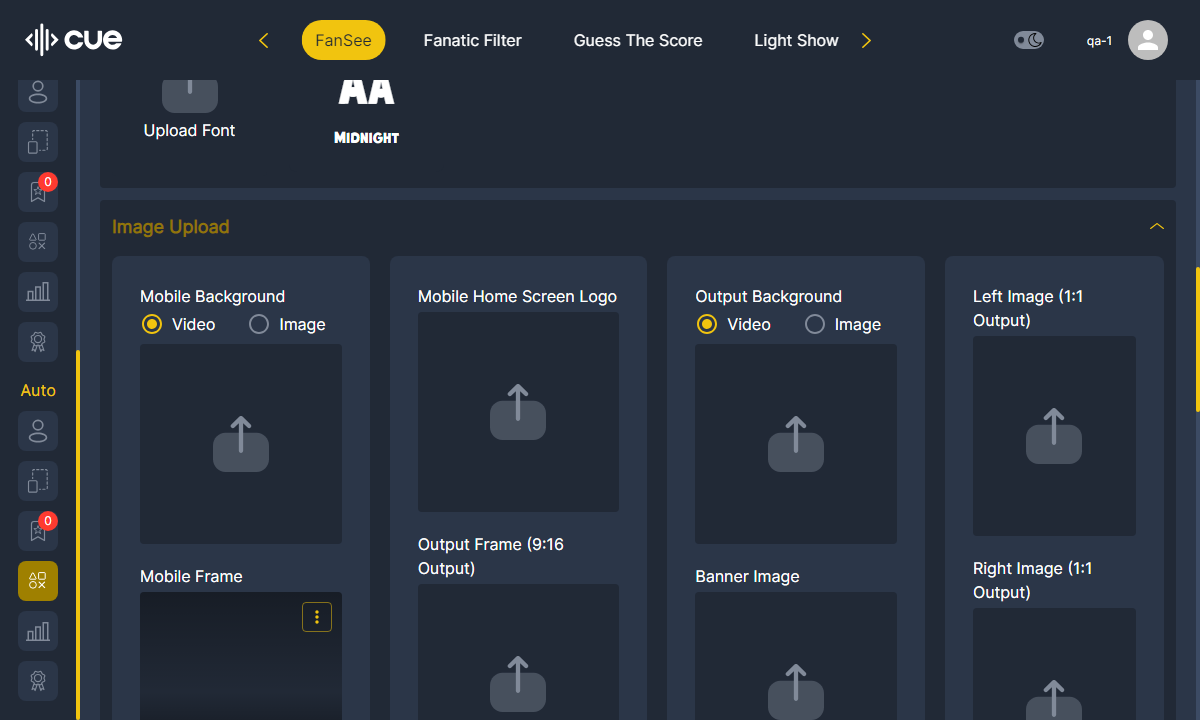 cue
FanSee
Fanatic Filter
Guess The Score
Light Show
qa-1
Upload Font
AA
MIDNIGHT
0
Auto
0
Image Upload
Mobile Background
Video
Image
Mobile Home Screen Logo
Output Background
Video
Image
Left Image (1:1
Output)
Output Frame (9:16
Output)
Mobile Frame
Banner Image
Right Image (1:1
Output)